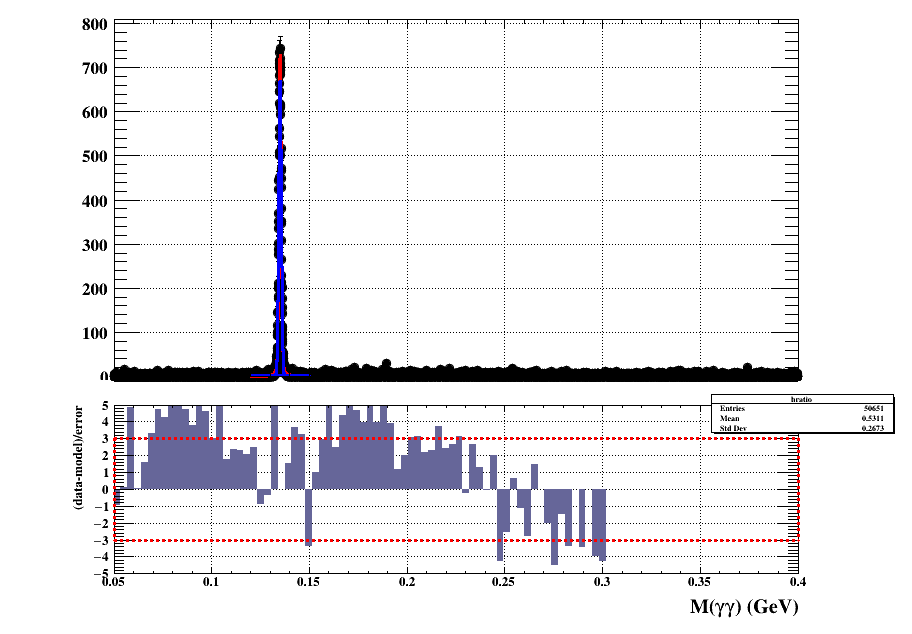 800
700
600
500
400
300
200
100
0
hratio
Entries 50651
Mean 0.5311
Std Dev 0.2673
(data-model)/error
5
4
3
2
1
0
−1
−2
−3
−4
−5
0.05 0.1 0.15 0.2 0.25 0.3 0.35 0.4
M(γγ) (GeV)